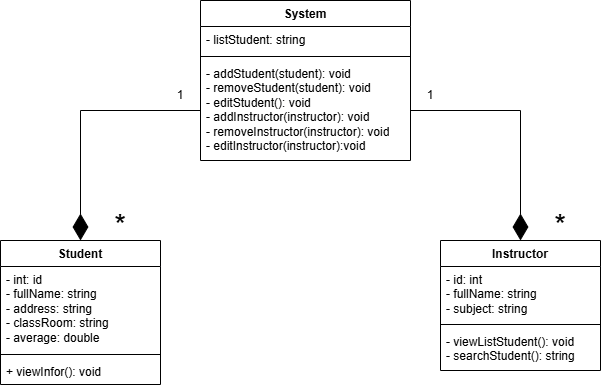 System
- listStudent: string
- addStudent(student): void
- removeStudent(student): void
- editStudent(): void
- addInstructor(instructor): void
- removeInstructor(instructor): void
- editInstructor(instructor):void
1
1
*
*
Student
- int: id
- fullName: string
- address: string
- classRoom: string
- average: double
+ viewInfor(): void
Instructor
- id: int
- fullName: string
- subject: string
- viewListStudent(): void
- searchStudent(): string